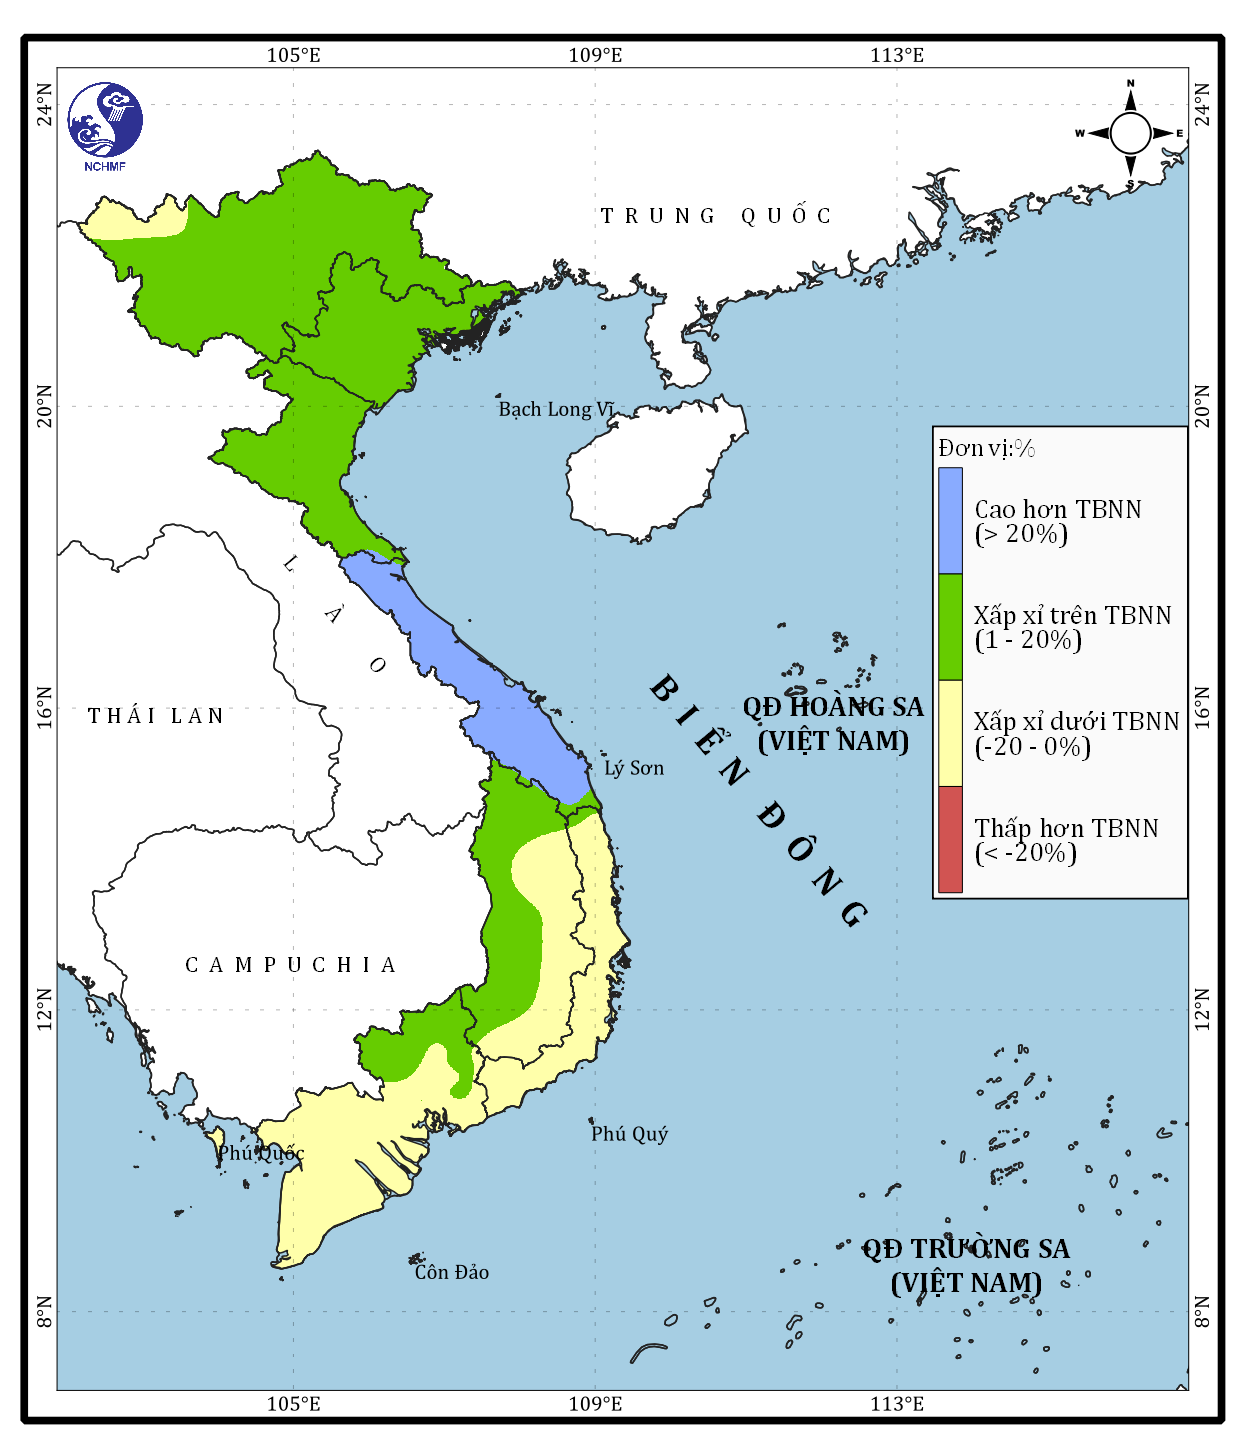 105°E
109°E
113°E
24°N
24°N
NCHMF
N
W
E
S
TRUNG QUỐC
20°N
20°N
Bạch Long Vĩ
Đơn vị:%
Cao hơn TBNN
(> 20%)
Xấp xỉ trên TBNN
(1 - 20%)
Xấp xỉ dưới TBNN
(-20 - 0%)
Thấp hơn TBNN
(< -20%)
LÀO
THÁI LAN
16°N
16°N
QĐ HOÀNG SA
(VIỆT NAM)
BIỂN ĐÔNG
Lý Sơn
CAMPUCHIA
12°N
12°N
Phú Quý
Phú Quốc
QĐ TRƯỜNG SA
(VIỆT NAM)
Côn Đảo
8°N
8°N
105°E
109°E
113°E